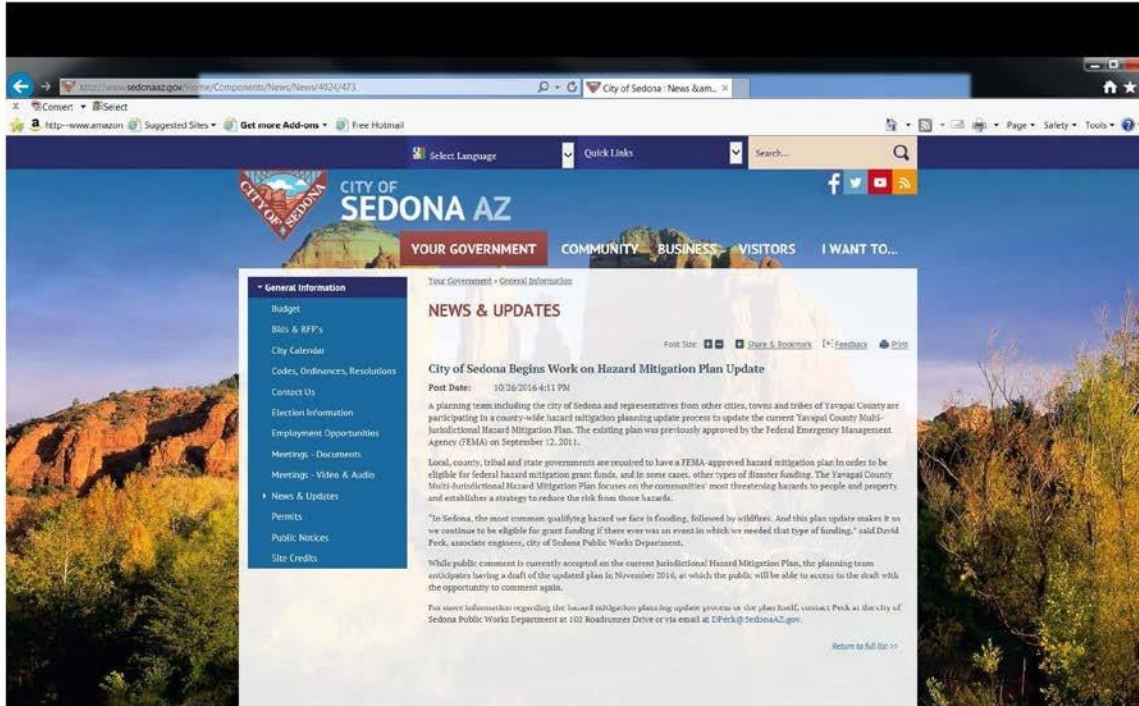 http://www.sedonaaz.gov/Home/Components/News/News/4024/473
City of Sedona : News &am...
x Convert Select
http--www.amazon Suggested Sites Get more Add-ons Free Hotmail
Page Safety Tools
Select Language
Quick Links
Search...
CITY OF SEDONA
CITY OF
SEDONA AZ
YOUR GOVERNMENT COMMUNITY BUSINESS VISITORS I WANT TO...
General Information
Budget
Bids & RFP's
City Calendar
Codes, Ordinances, Resolutions
Contact Us
Election Information
Employment Opportunities
Meetings - Documents
Meetings - Video & Audio
News & Updates
Permits
Public Notices
Site Credits
Your Government » General Information
NEWS & UPDATES
Font Size: Share & Bookmark [+] Feedback Print
City of Sedona Begins Work on Hazard Mitigation Plan Update
Post Date: 10/26/2016 4:11 PM
A planning team including the city of Sedona and representatives from other cities, towns and tribes of Yavapai County are
participating in a county-wide hazard mitigation planning update process to update the current Yavapai County Multi-
Jurisdictional Hazard Mitigation Plan. The existing plan was previously approved by the Federal Emergency Management
Agency (FEMA) on September 12, 2011.
Local, county, tribal and state governments are required to have a FEMA-approved hazard mitigation plan in order to be
eligible for federal hazard mitigation grant funds, and in some cases, other types of disaster funding. The Yavapai County
Multi-Jurisdictional Hazard Mitigation Plan focuses on the communities' most threatening hazards to people and property
and establishes a strategy to reduce the risk from those hazards.
"In Sedona, the most common qualifying hazard we face is flooding, followed by wildfires. And this plan update makes it so
we continue to be eligible for grant funding if there ever was an event in which we needed that type of funding," said David
Peck, associate engineer, city of Sedona Public Works Department.
While public comment is currently accepted on the current Jurisdictional Hazard Mitigation Plan, the planning team
anticipates having a draft of the updated plan in November 2016, at which the public will be able to access to the draft with
the opportunity to comment again.
For more information regarding the hazard mitigation planning update process or the plan itself, contact Peck at the city of
Sedona Public Works Department at 102 Roadrunner Drive or via email at DPeck@SedonaAZ.gov.
Return to full list >>